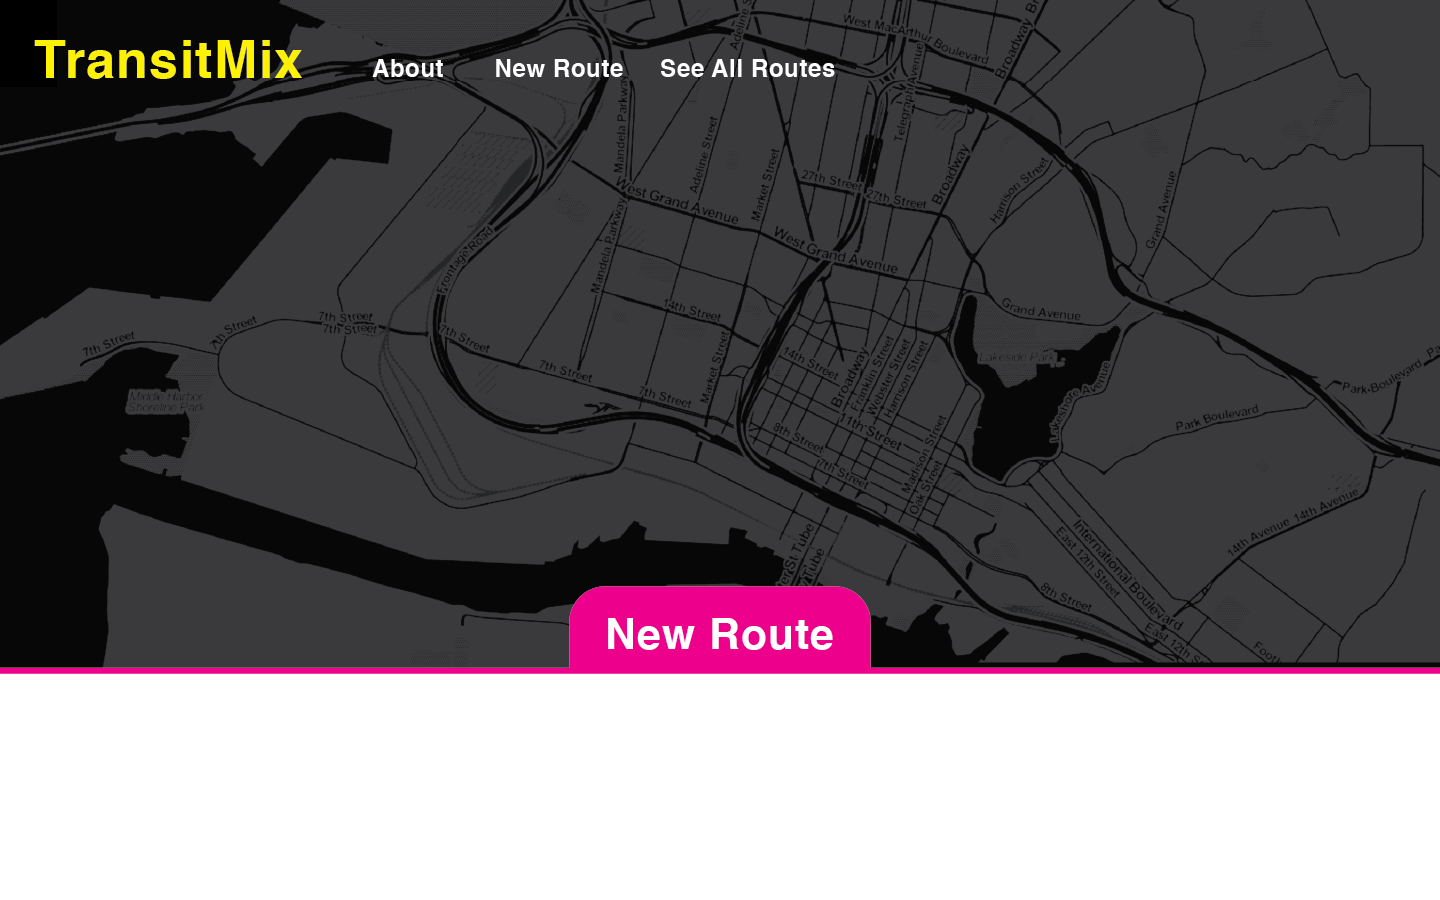 TransitMix
About
New Route
See All Routes
West MacArthur Boulevard
Broadway
Adeline S
Telegraph Avenue
Mandela Parkway
Adeline Street
Market Street
27th Street
27th Street
Broadway
Harrison Street
Grand Avenue
West Grand Avenue
Mandela Parkway
West Grand Avenue
Frontage Road
14th Street
Grand Avenue
7th Street
7th Street
7th Street
7th Street
7th Street
7th Street
7th Street
Market Street
14th Street
Broadway
Franklin Street
Webster Street
Harrison Street
Lakeside Park
Lakeshore Avenue
Park Boulevard
Park Boulevard
Middle Harbor
Shoreline Park
11th Street
8th Street
7th Street
Madison Street
Oak Street
14th Avenue
14th Avenue
International Boulevard
East 12th Street
8th Street
East 12th S
Footh
St Tube
Tube
New Route